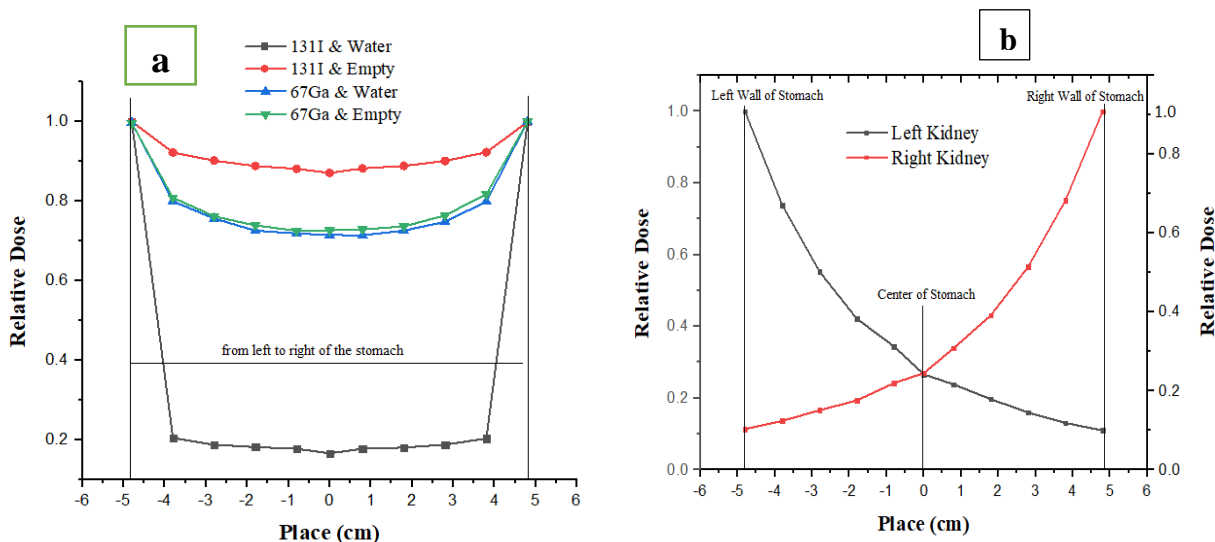 a
131I & Water
131I & Empty
67Ga & Water
67Ga & Empty
Relative Dose
1.0
0.8
0.6
0.4
0.2
from left to right of the stomach
-6 -5 -4 -3 -2 -1 0 1 2 3 4 5 6
Place (cm)
b
Left Wall of Stomach
Right Wall of Stomach
Left Kidney
Right Kidney
Center of Stomach
Relative Dose
1.0
0.8
0.6
0.4
0.2
0.0
1.0
0.8
0.6
0.4
0.2
0.0
Relative Dose
-6 -5 -4 -3 -2 -1 0 1 2 3 4 5 6
Place (cm)